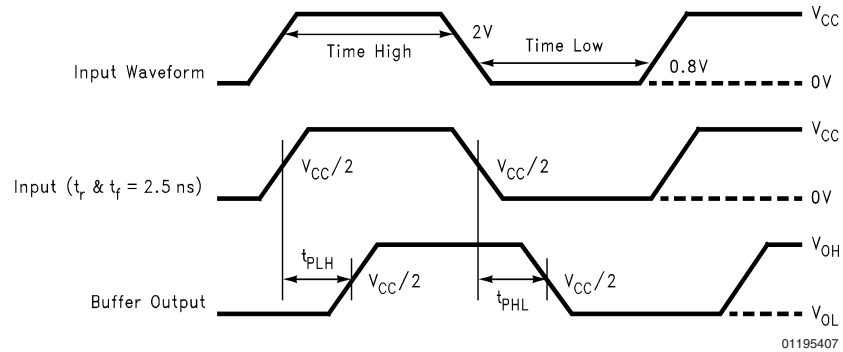 V_CC
2V
Time High
Time Low
0.8V
Input Waveform
0V
V_CC
V_CC/2
V_CC/2
Input (t_r & t_f = 2.5 ns)
0V
V_OH
t_PLH
V_CC/2
t_PHL
V_CC/2
Buffer Output
V_OL
01195407